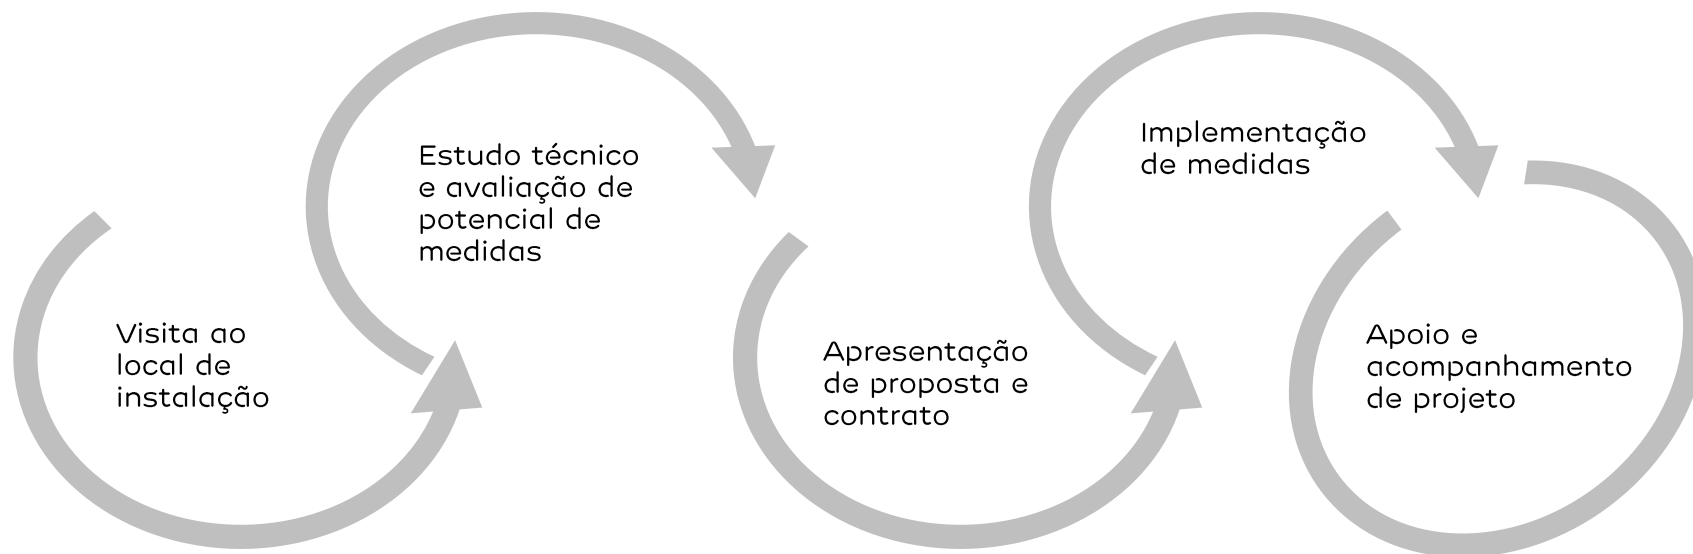 Visita ao
local de
instalação
Estudo técnico
e avaliação de
potencial de
medidas
Apresentação
de proposta e
contrato
Implementação
de medidas
Apoio e
acompanhamento
de projeto